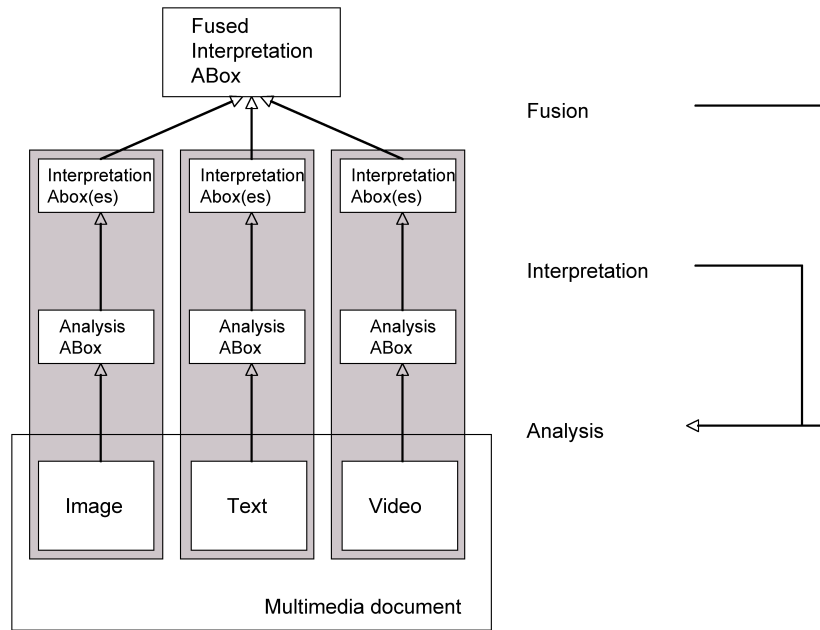 Fused
Interpretation
ABox
Fusion
Interpretation
Abox(es)
Interpretation
Abox(es)
Interpretation
Abox(es)
Interpretation
Analysis
ABox
Analysis
ABox
Analysis
ABox
Analysis
Image
Text
Video
Multimedia document